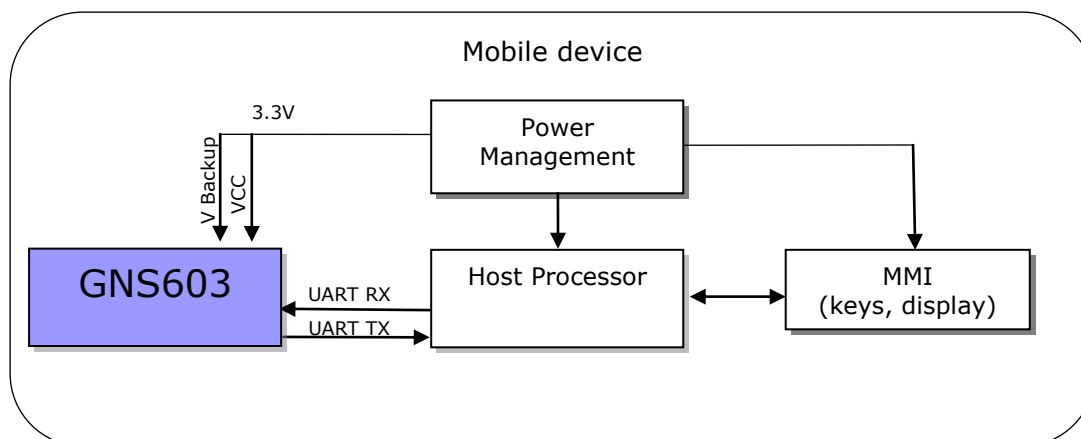 Mobile device
3.3V
Power
Management
V Backup
VCC
GNS603
Host Processor
MMI
(keys, display)
UART RX
UART TX